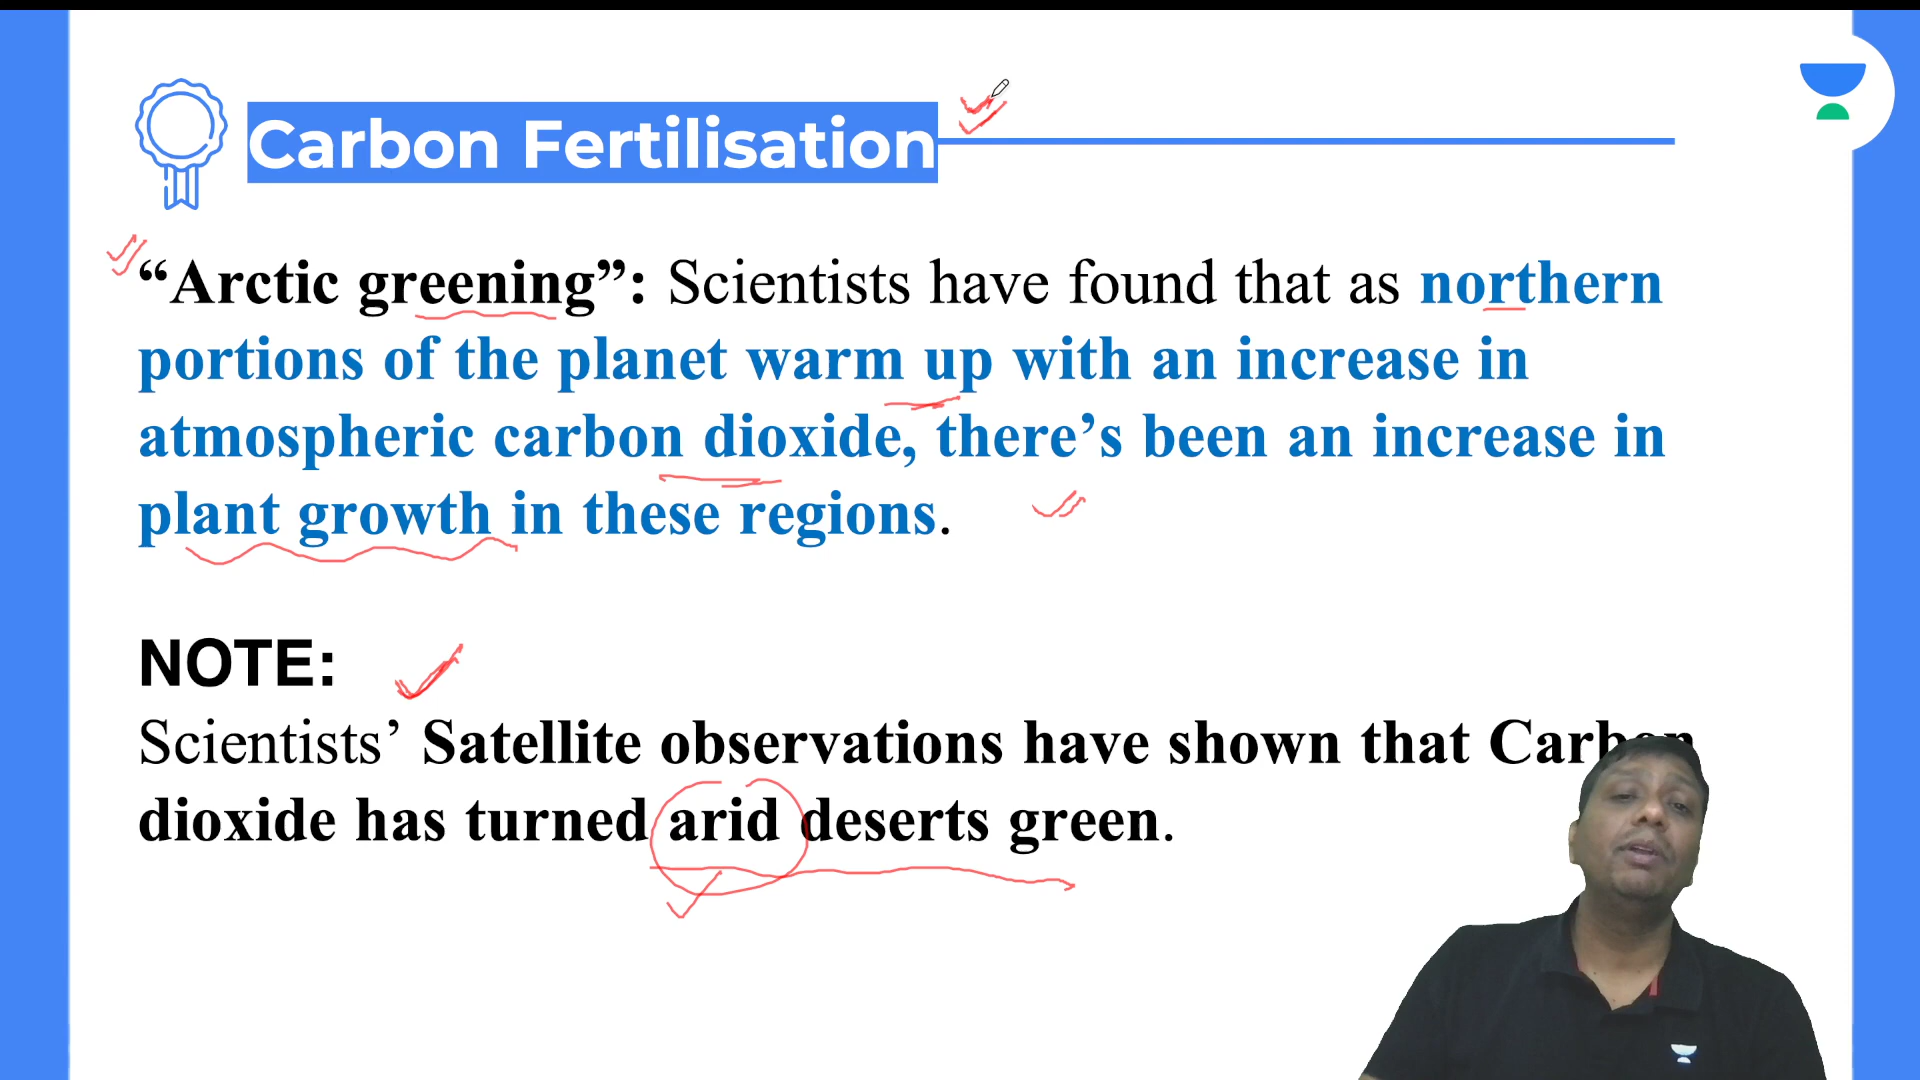 Carbon Fertilisation
“Arctic greening”: Scientists have found that as northern
portions of the planet warm up with an increase in
atmospheric carbon dioxide, there’s been an increase in
plant growth in these regions.
NOTE:
Scientists’ Satellite observations have shown that Carbon
dioxide has turned arid deserts green.